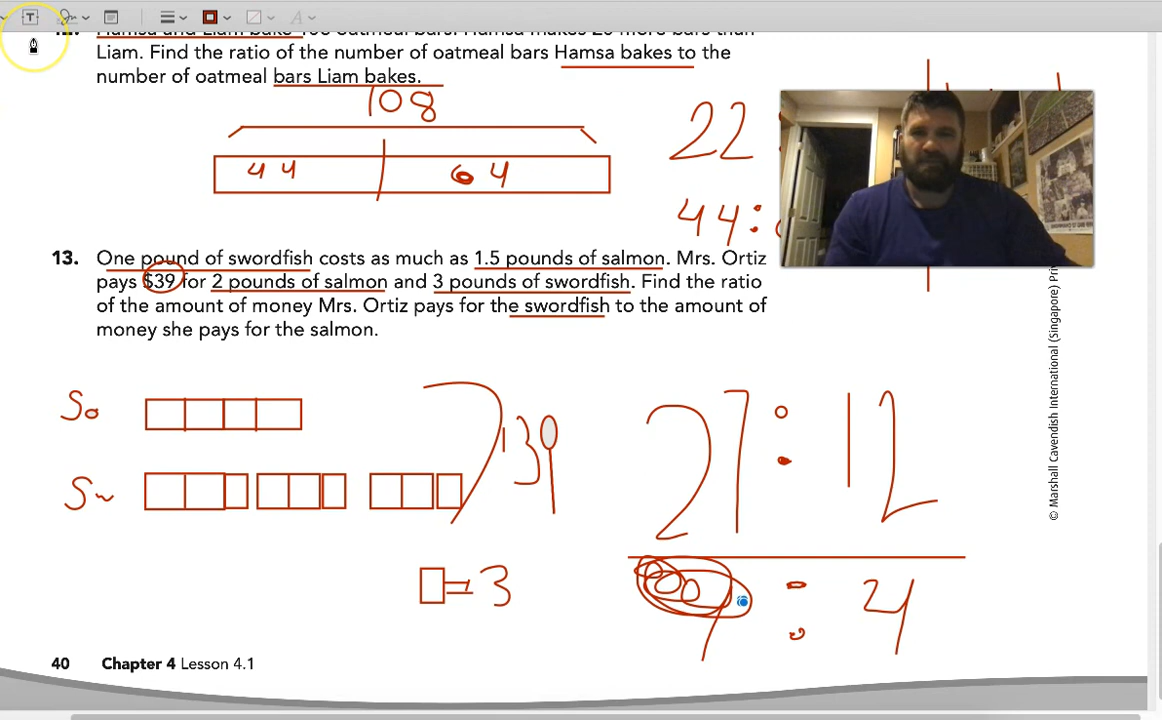 Liam. Find the ratio of the number of oatmeal bars Hamsa bakes to the
number of oatmeal bars Liam bakes.
108
44 64
22
44:
13. One pound of swordfish costs as much as 1.5 pounds of salmon. Mrs. Ortiz
pays $39 for 2 pounds of salmon and 3 pounds of swordfish. Find the ratio
of the amount of money Mrs. Ortiz pays for the swordfish to the amount of
money she pays for the salmon.
Sa
Sw
39
27 : 12
= 3
9 : 4
40 Chapter 4 Lesson 4.1
© Marshall Cavendish International (Singapore)